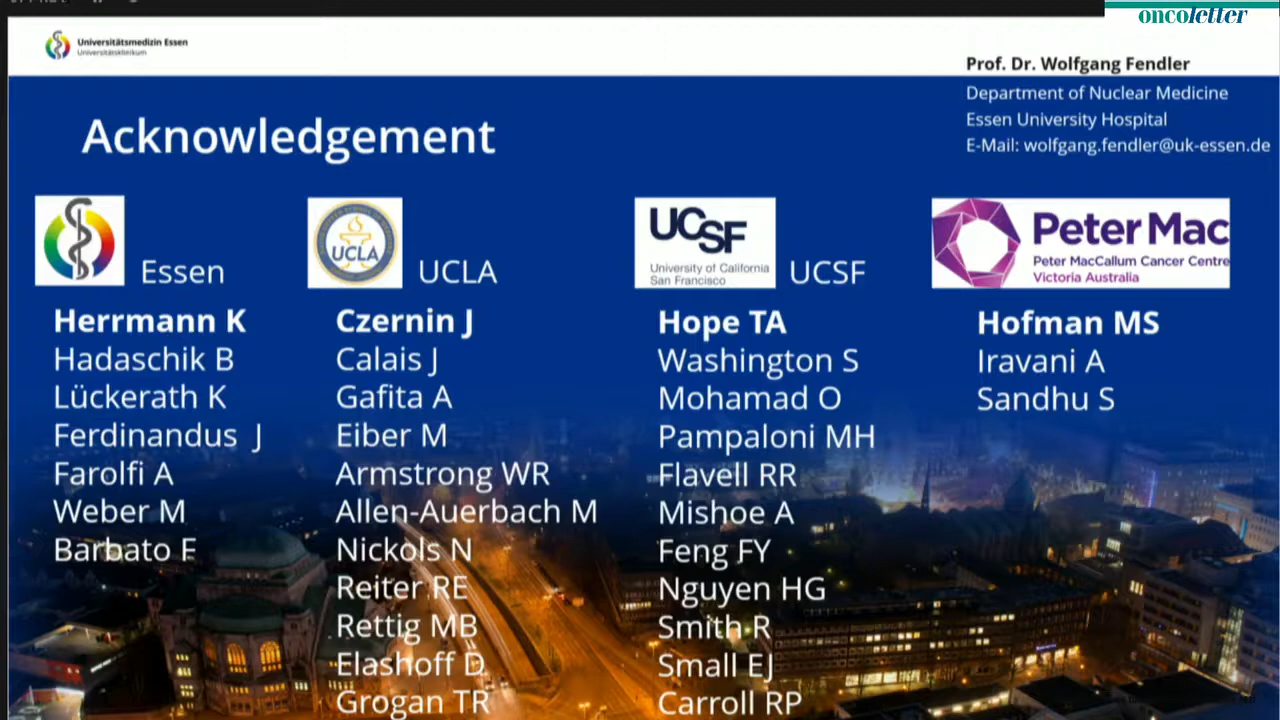 oncoletter
Universitätsmedizin Essen
Universitätsklinikum
Prof. Dr. Wolfgang Fendler
Department of Nuclear Medicine
Essen University Hospital
E-Mail: wolfgang.fendler@uk-essen.de
Acknowledgement
Essen
Herrmann K
Hadaschik B
Lückerath K
Ferdinandus J
Farolfi A
Weber M
Barbato F
UCLA
UCLA
Czernin J
Calais J
Gafita A
Eiber M
Armstrong WR
Allen-Auerbach M
Nickols N
Reiter RE
Rettig MB
Elashoff D
Grogan TR
UCSF
University of California
San Francisco
UCSF
Hope TA
Washington S
Mohamad O
Pampaloni MH
Flavell RR
Mishoe A
Feng FY
Nguyen HG
Smith R
Small EJ
Carroll RP
Peter Mac
Peter MacCallum Cancer Centre
Victoria Australia
Hofman MS
Iravani A
Sandhu S